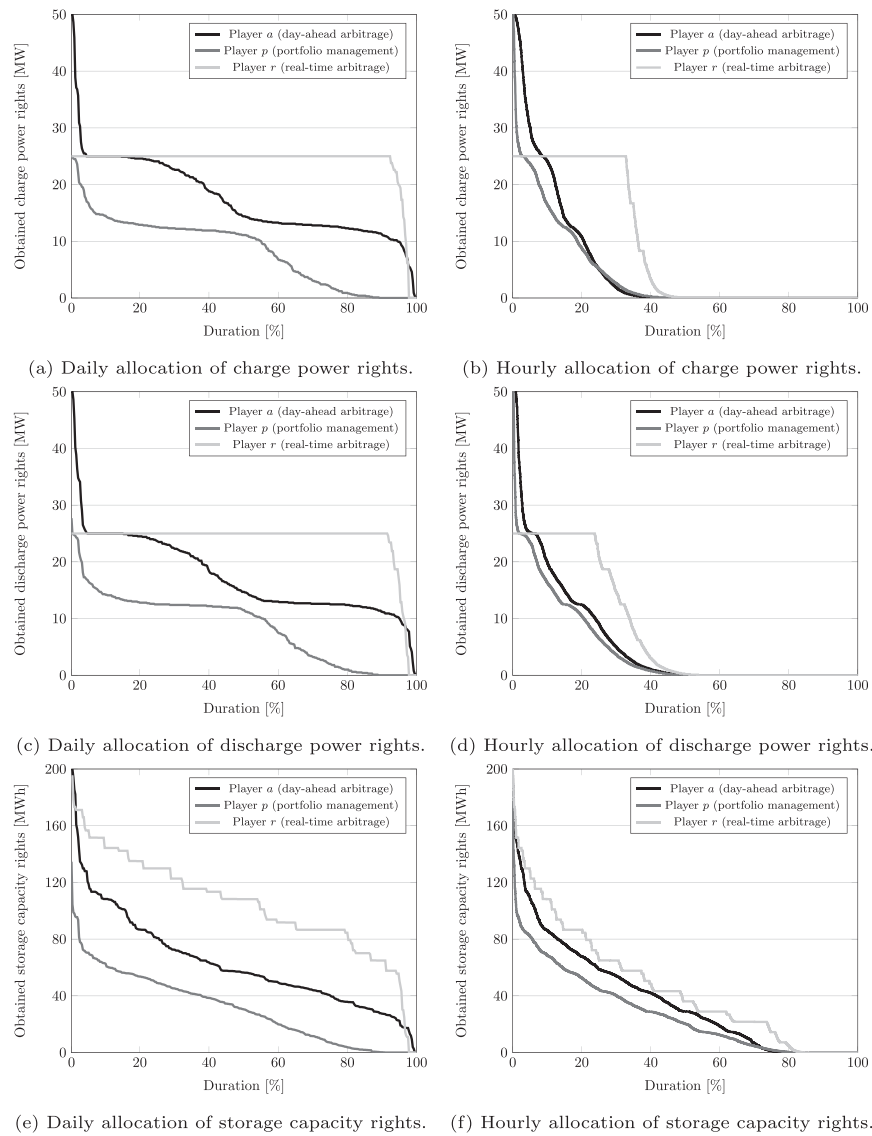 Obtained charge power rights [MW]
50
40
30
20
10
0
Player a (day-ahead arbitrage)
Player p (portfolio management)
Player r (real-time arbitrage)
0 20 40 60 80 100
Duration [%]
(a) Daily allocation of charge power rights.
Obtained charge power rights [MW]
50
40
30
20
10
0
Player a (day-ahead arbitrage)
Player p (portfolio management)
Player r (real-time arbitrage)
0 20 40 60 80 100
Duration [%]
(b) Hourly allocation of charge power rights.
Obtained discharge power rights [MW]
50
40
30
20
10
0
Player a (day-ahead arbitrage)
Player p (portfolio management)
Player r (real-time arbitrage)
0 20 40 60 80 100
Duration [%]
(c) Daily allocation of discharge power rights.
Obtained discharge power rights [MW]
50
40
30
20
10
0
Player a (day-ahead arbitrage)
Player p (portfolio management)
Player r (real-time arbitrage)
0 20 40 60 80 100
Duration [%]
(d) Hourly allocation of discharge power rights.
Obtained storage capacity rights [MWh]
200
160
120
80
40
0
Player a (day-ahead arbitrage)
Player p (portfolio management)
Player r (real-time arbitrage)
0 20 40 60 80 100
Duration [%]
(e) Daily allocation of storage capacity rights.
Obtained storage capacity rights [MWh]
200
160
120
80
40
0
Player a (day-ahead arbitrage)
Player p (portfolio management)
Player r (real-time arbitrage)
0 20 40 60 80 100
Duration [%]
(f) Hourly allocation of storage capacity rights.